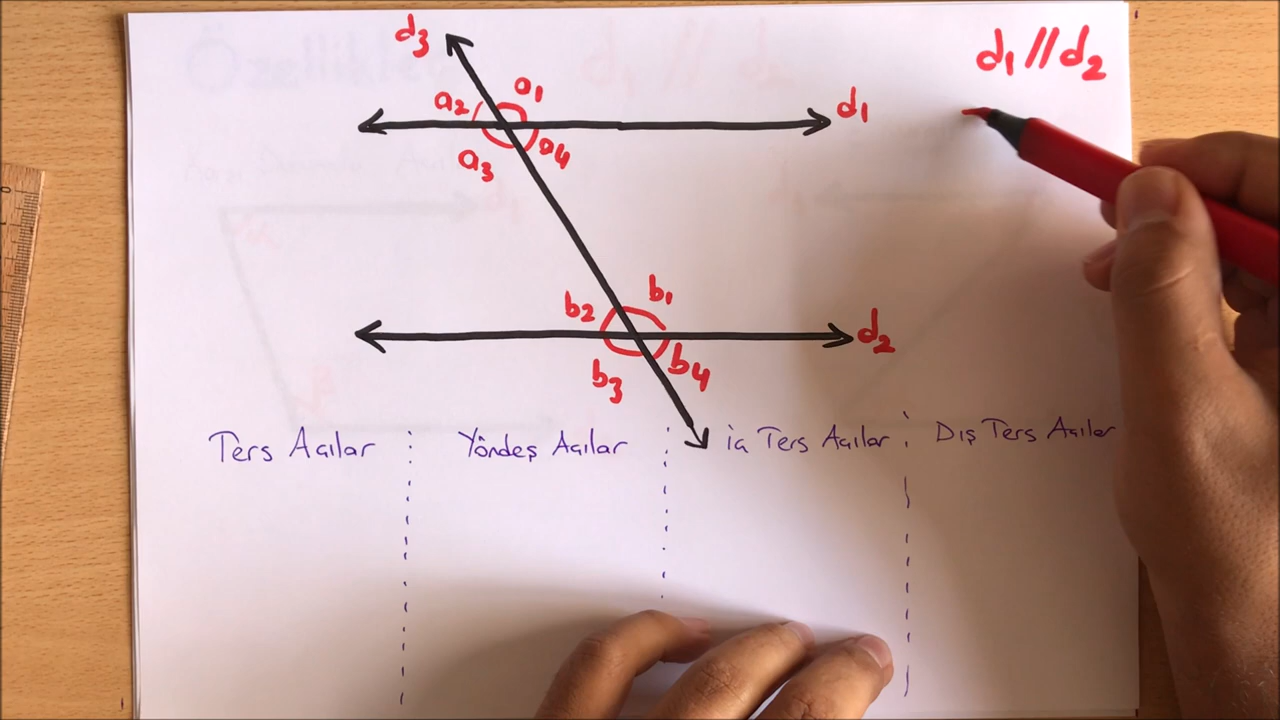 d3
d1 // d2
a1
a2
d1
a3
a4
b1
b2
d2
b3
b4
Ters Açılar
Yöndeş Açılar
iç Ters Açılar
Dış Ters Açılar